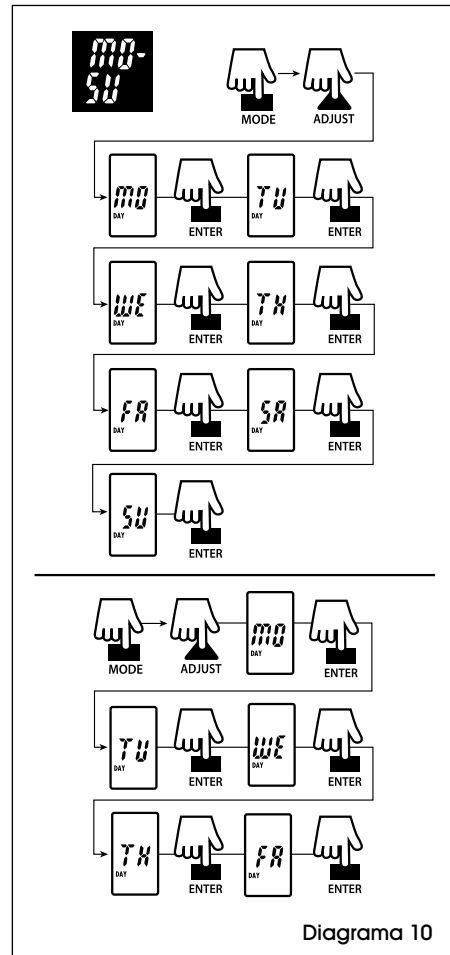 MO-
SU
MODE ADJUST
MO DAY ENTER TU DAY ENTER
WE DAY ENTER TH DAY ENTER
FR DAY ENTER SA DAY ENTER
SU DAY ENTER
MODE ADJUST MO DAY ENTER
TU DAY ENTER WE DAY ENTER
TH DAY ENTER FR DAY ENTER
Diagrama 10